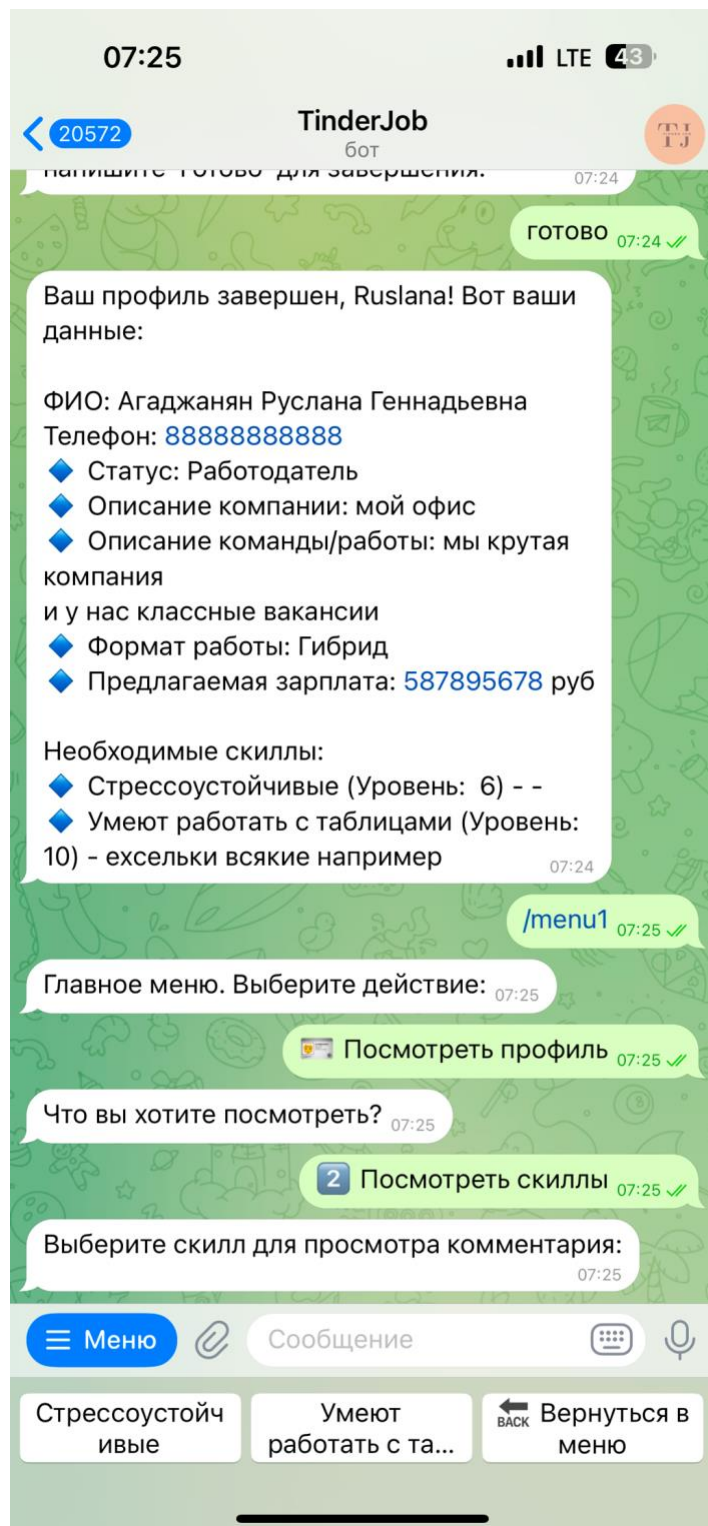 07:25
LTE 43
20572
TinderJob
бот
TJ
напишите 'Готово' для завершения.
07:24
готово 07:24
Ваш профиль завершен, Ruslana! Вот ваши
данные:
ФИО: Агаджанян Руслана Геннадьевна
Телефон: 88888888888
🔷 Статус: Работодатель
🔷 Описание компании: мой офис
🔷 Описание команды/работы: мы крутая
компания
и у нас классные вакансии
🔷 Формат работы: Гибрид
🔷 Предлагаемая зарплата: 587895678 руб
Необходимые скиллы:
🔷 Стрессоустойчивые (Уровень:  6) - -
🔷 Умеют работать с таблицами (Уровень:
10) - ексельки всякие например
07:24
/menu1 07:25
Главное меню. Выберите действие: 07:25
Посмотреть профиль 07:25
Что вы хотите посмотреть? 07:25
2️⃣ Посмотреть скиллы 07:25
Выберите скилл для просмотра комментария:
07:25
Меню
Сообщение
Стрессоустойч
ивые
Умеют
работать с та...
BACK Вернуться в
меню